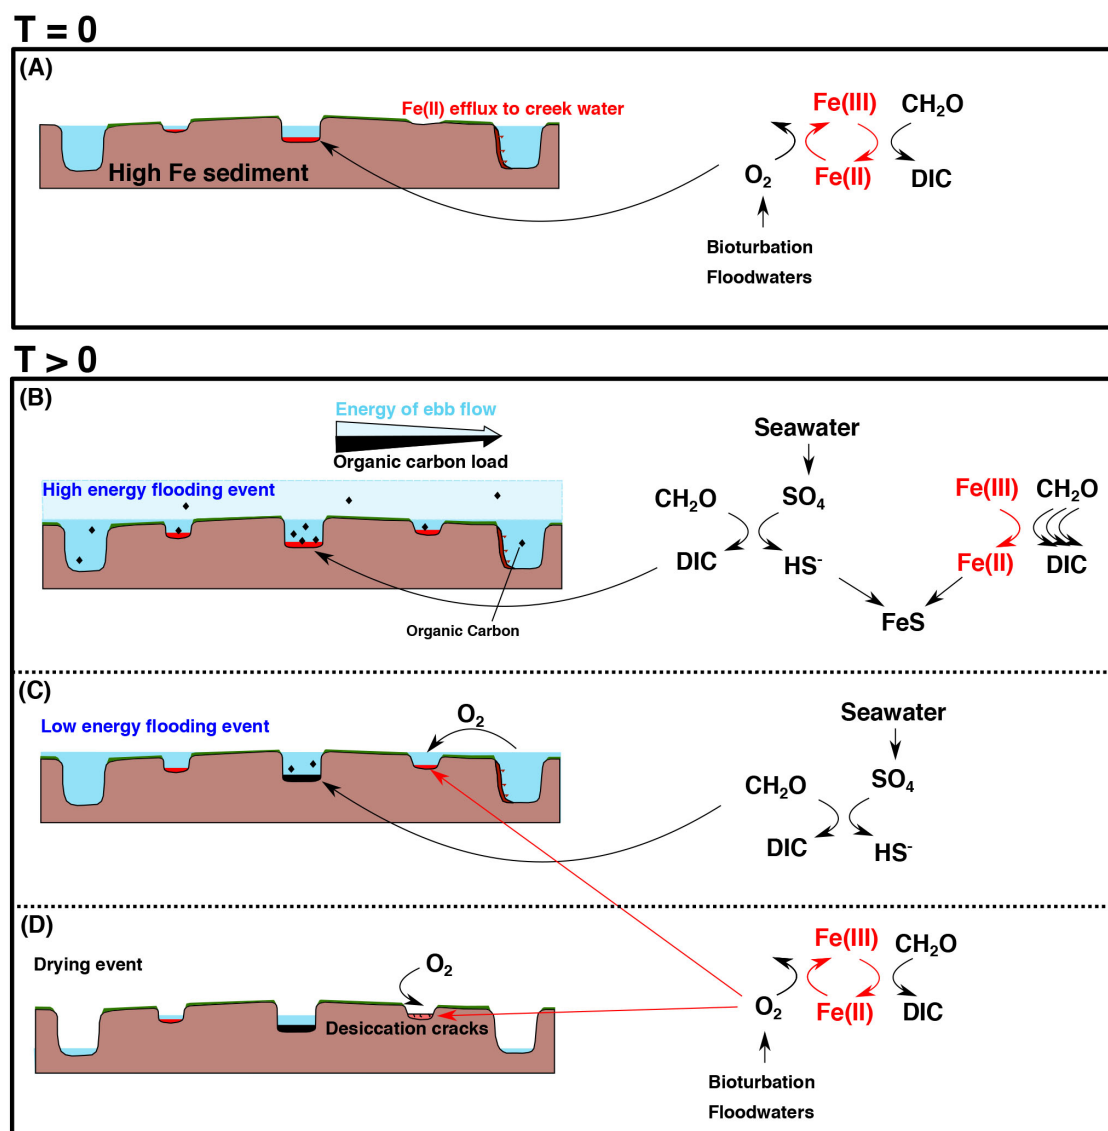 T = 0
(A)
Fe(II) efflux to creek water
High Fe sediment
Fe(III)
CH₂O
O₂
Fe(II)
DIC
Bioturbation
Floodwaters
T > 0
(B)
Energy of ebb flow
Organic carbon load
High energy flooding event
Organic Carbon
Seawater
CH₂O
SO₄
DIC
HS⁻
Fe(III)
CH₂O
Fe(II)
DIC
FeS
(C)
Low energy flooding event
O₂
Seawater
CH₂O
SO₄
DIC
HS⁻
(D)
Drying event
O₂
Desiccation cracks
Fe(III)
CH₂O
O₂
Fe(II)
DIC
Bioturbation
Floodwaters